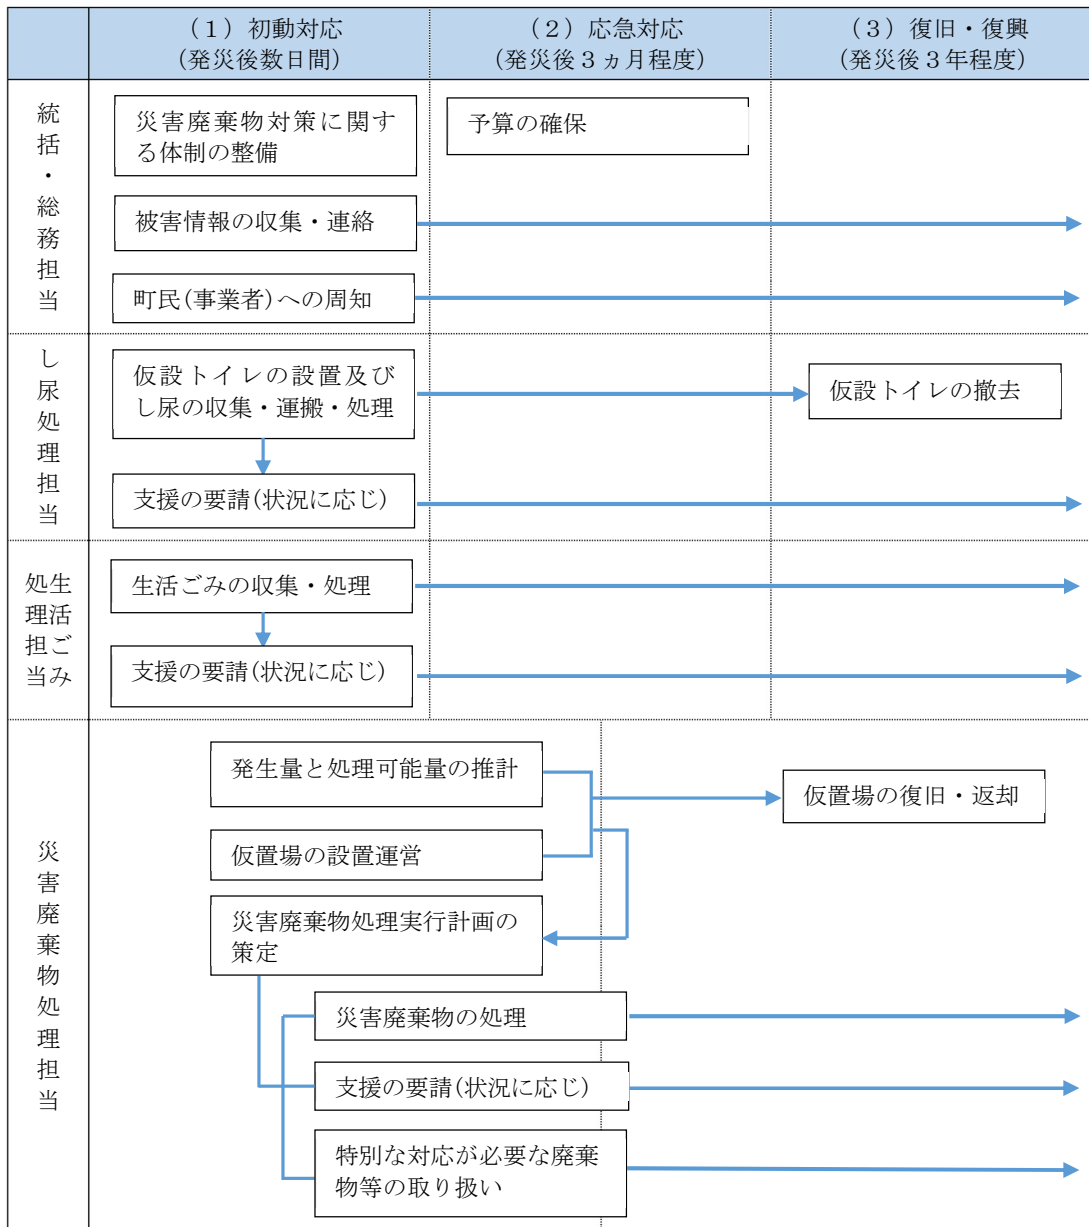 （１）初動対応
（発災後数日間）
（２）応急対応
（発災後３ヵ月程度）
（３）復旧・復興
（発災後３年程度）
統括・総務担当
災害廃棄物対策に関す
る体制の整備
予算の確保
被害情報の収集・連絡
町民(事業者)への周知
し尿処理担当
仮設トイレの設置及び
し尿の収集・運搬・処理
仮設トイレの撤去
支援の要請(状況に応じ)
生活ごみ
処理担当
生活ごみの収集・処理
支援の要請(状況に応じ)
災害廃棄物処理担当
発生量と処理可能量の推計
仮置場の復旧・返却
仮置場の設置運営
災害廃棄物処理実行計画の
策定
災害廃棄物の処理
支援の要請(状況に応じ)
特別な対応が必要な廃棄
物等の取り扱い